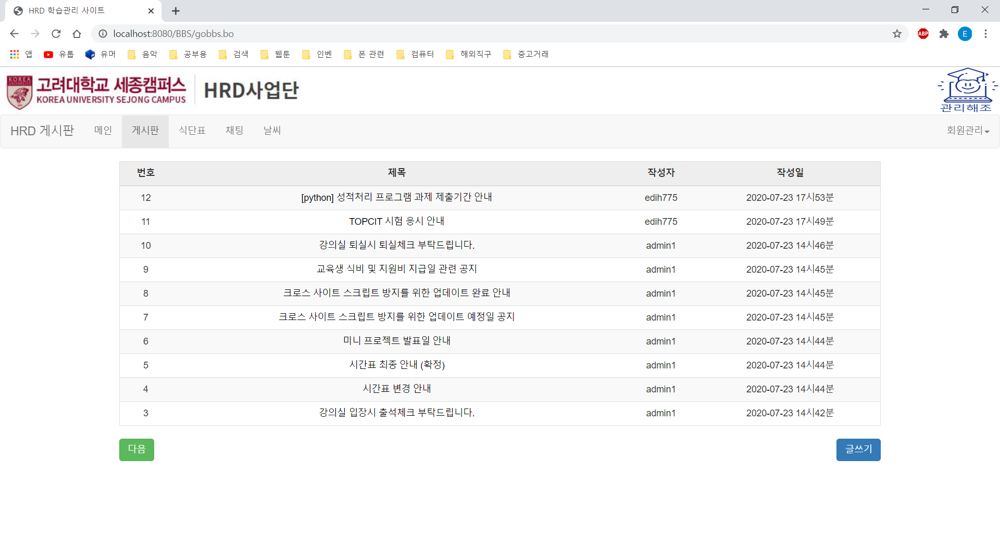 HRD 학습관리 사이트
localhost:8080/BBS/gobbs.bo
ABP
E
앱 유튭 유머 음악 공부용 검색 웹툰 인벤 폰 관련 컴퓨터 해외직구 중고거래
KOREA
고려대학교 세종캠퍼스
KOREA UNIVERSITY SEJONG CAMPUS
HRD사업단
관리해조
HRD 게시판 메인 게시판 식단표 채팅 날씨 회원관리
번호 제목 작성자 작성일
12 [python] 성적처리 프로그램 과제 제출기간 안내 edih775 2020-07-23 17시53분
11 TOPCIT 시험 응시 안내 edih775 2020-07-23 17시49분
10 강의실 퇴실시 퇴실체크 부탁드립니다. admin1 2020-07-23 14시46분
9 교육생 식비 및 지원비 지급일 관련 공지 admin1 2020-07-23 14시45분
8 크로스 사이트 스크립트 방지를 위한 업데이트 완료 안내 admin1 2020-07-23 14시45분
7 크로스 사이트 스크립트 방지를 위한 업데이트 예정일 공지 admin1 2020-07-23 14시45분
6 미니 프로젝트 발표일 안내 admin1 2020-07-23 14시44분
5 시간표 최종 안내 (확정) admin1 2020-07-23 14시44분
4 시간표 변경 안내 admin1 2020-07-23 14시44분
3 강의실 입장시 출석체크 부탁드립니다. admin1 2020-07-23 14시42분
다음 글쓰기